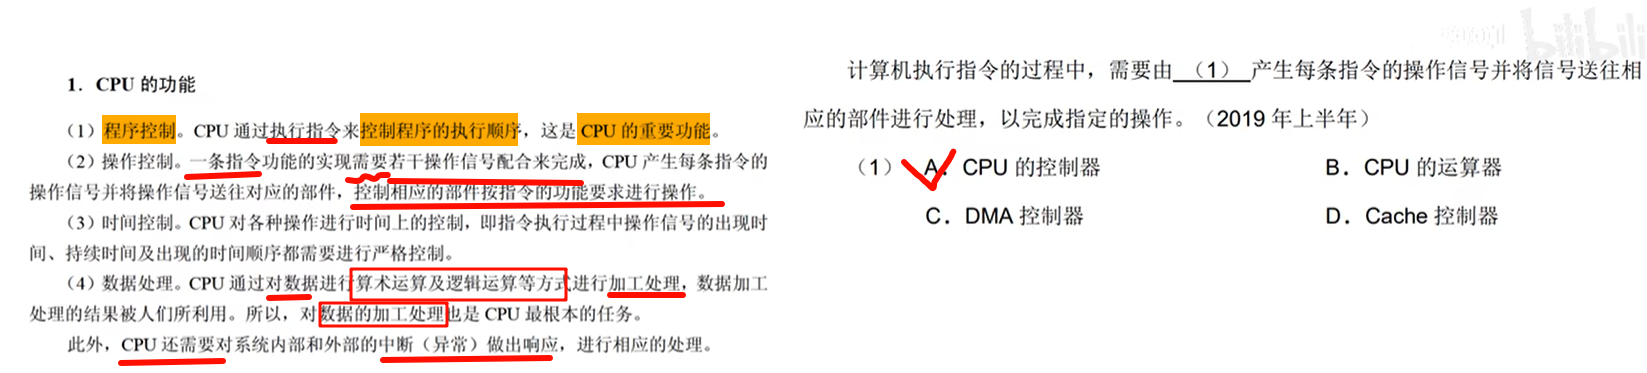 1．CPU 的功能
（1）程序控制。CPU 通过执行指令来控制程序的执行顺序，这是 CPU 的重要功能。
（2）操作控制。一条指令功能的实现需要若干操作信号配合来完成，CPU 产生每条指令的
操作信号并将操作信号送往对应的部件，控制相应的部件按指令的功能要求进行操作。
（3）时间控制。CPU 对各种操作进行时间上的控制，即指令执行过程中操作信号的出现时
间、持续时间及出现的时间顺序都需要进行严格控制。
（4）数据处理。CPU 通过对数据进行算术运算及逻辑运算等方式进行加工处理，数据加工
处理的结果被人们所利用。所以，对数据的加工处理也是 CPU 最根本的任务。
此外，CPU 还需要对系统内部和外部的中断（异常）做出响应，进行相应的处理。
bilibili
计算机执行指令的过程中，需要由 （1） 产生每条指令的操作信号并将信号送往相
应的部件进行处理，以完成指定的操作。（2019 年上半年）
（1） A．CPU 的控制器 B．CPU 的运算器
C．DMA 控制器 D．Cache 控制器